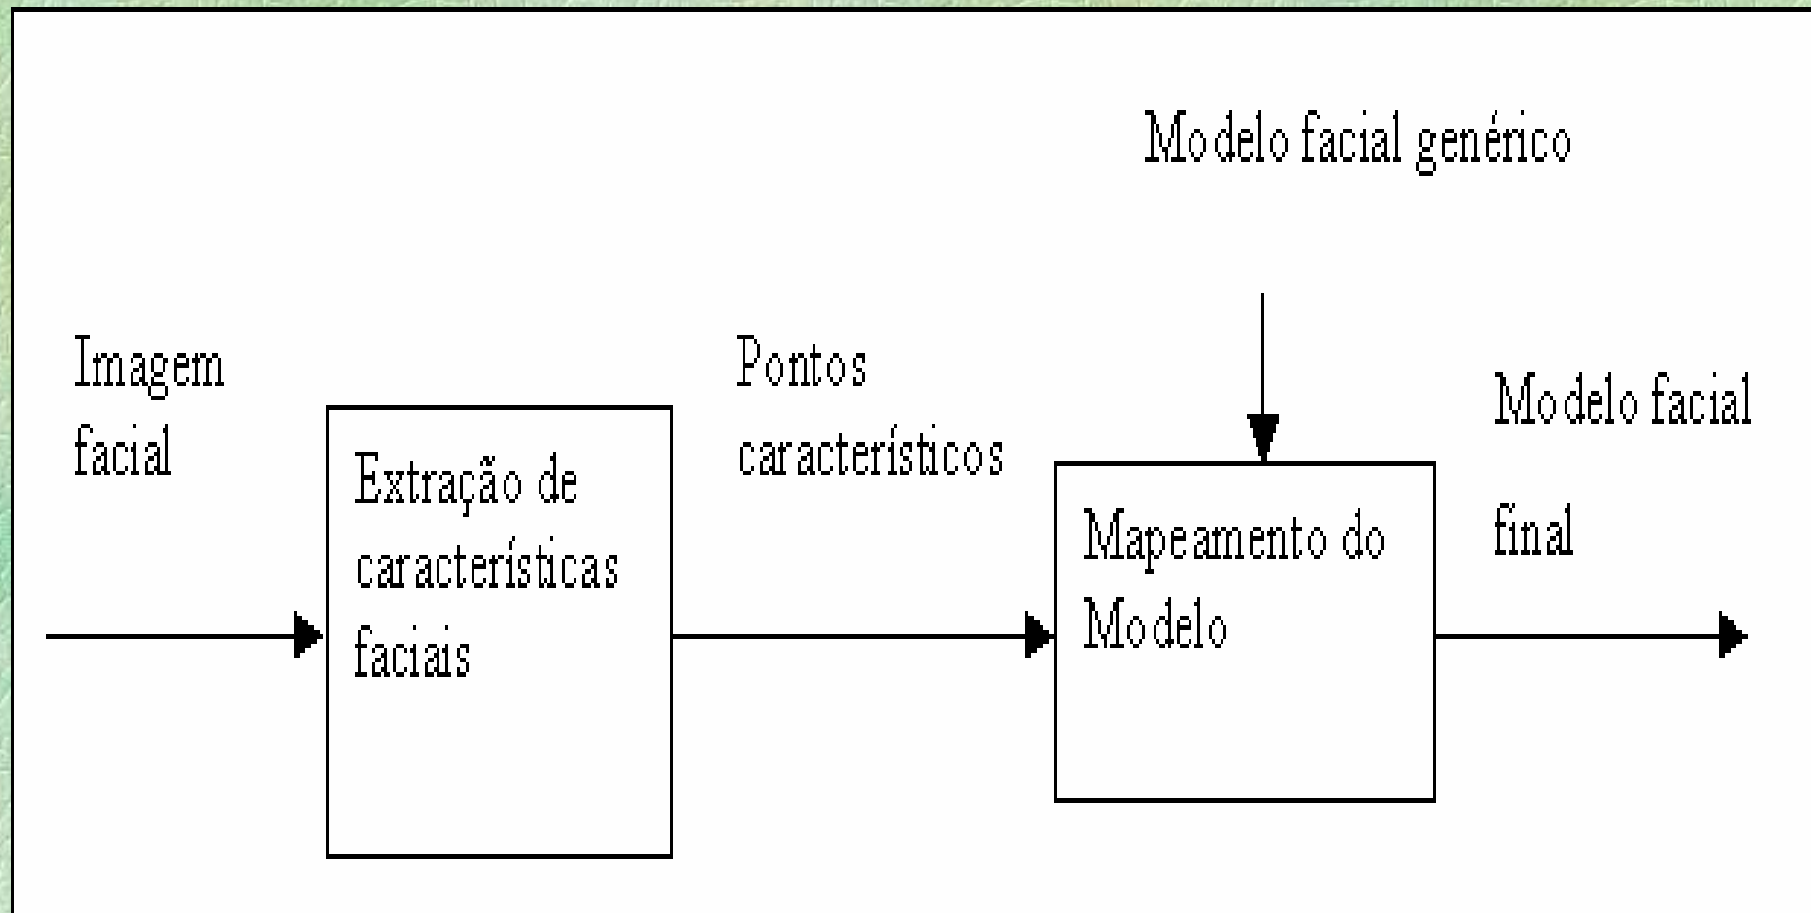 Modelo facial genérico
Imagem
facial
Extração de
características
faciais
Pontos
característicos
Mapeamento do
Modelo
Modelo facial
final